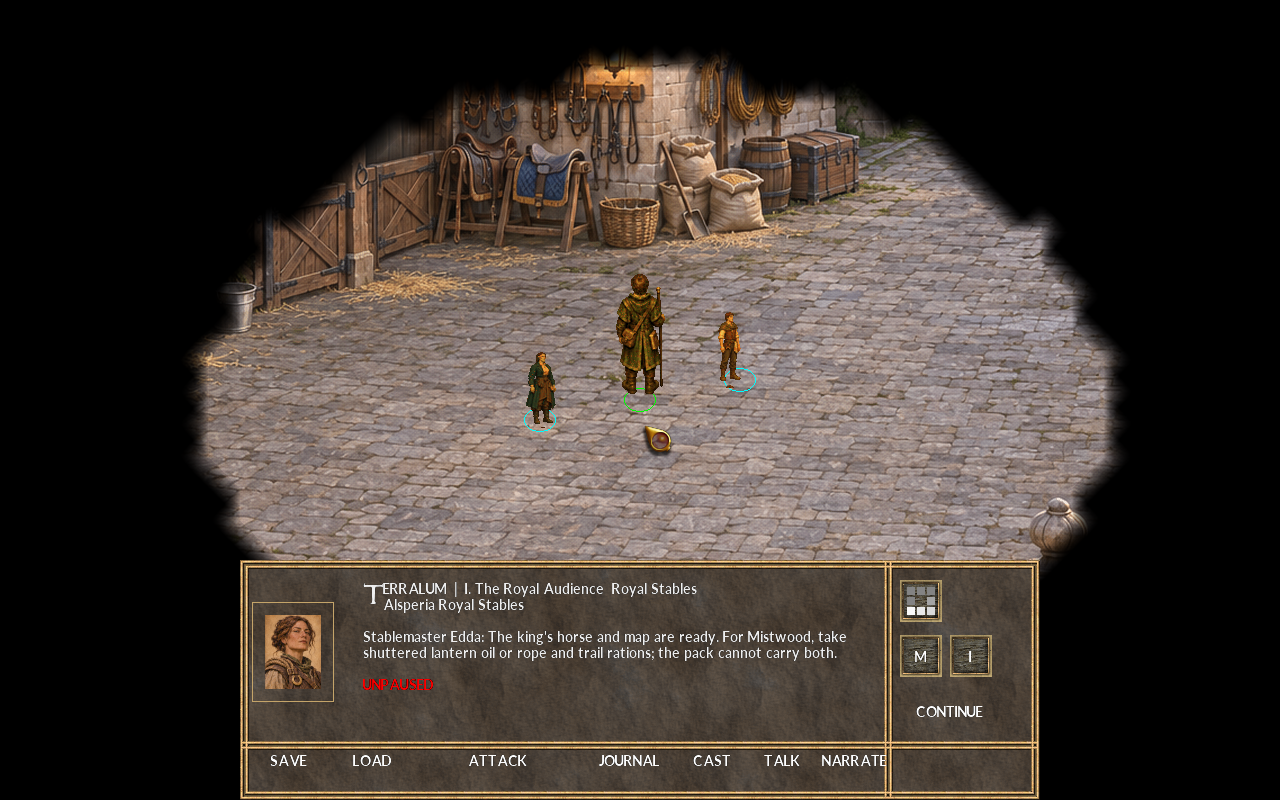 TERRALUM | I. The Royal Audience Royal Stables
Alsperia Royal Stables
Stablemaster Edda: The king's horse and map are ready. For Mistwood, take
shuttered lantern oil or rope and trail rations; the pack cannot carry both.
UNPAUSED
M I
CONTINUE
SAVE LOAD ATTACK JOURNAL CAST TALK NARRATE